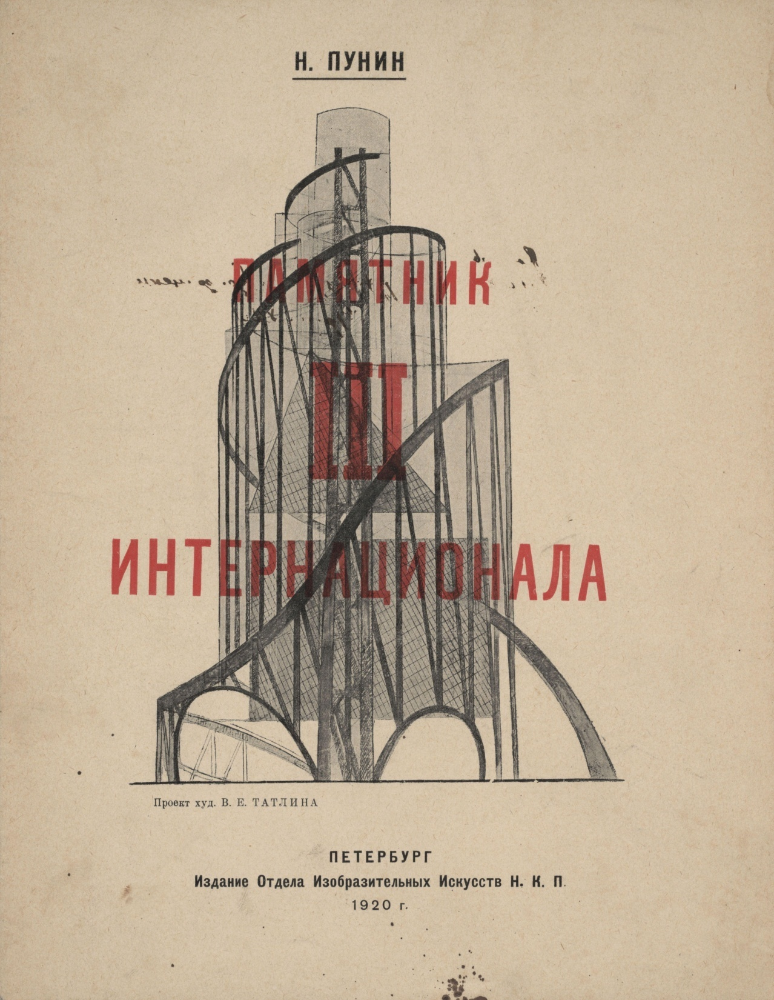 Н. ПУНИН
ПАМЯТНИК
III
ИНТЕРНАЦИОНАЛА
Проект худ. В. Е. ТАТЛИНА
ПЕТЕРБУРГ
Издание Отдела Изобразительных Искусств Н. К. П.
1920 г.